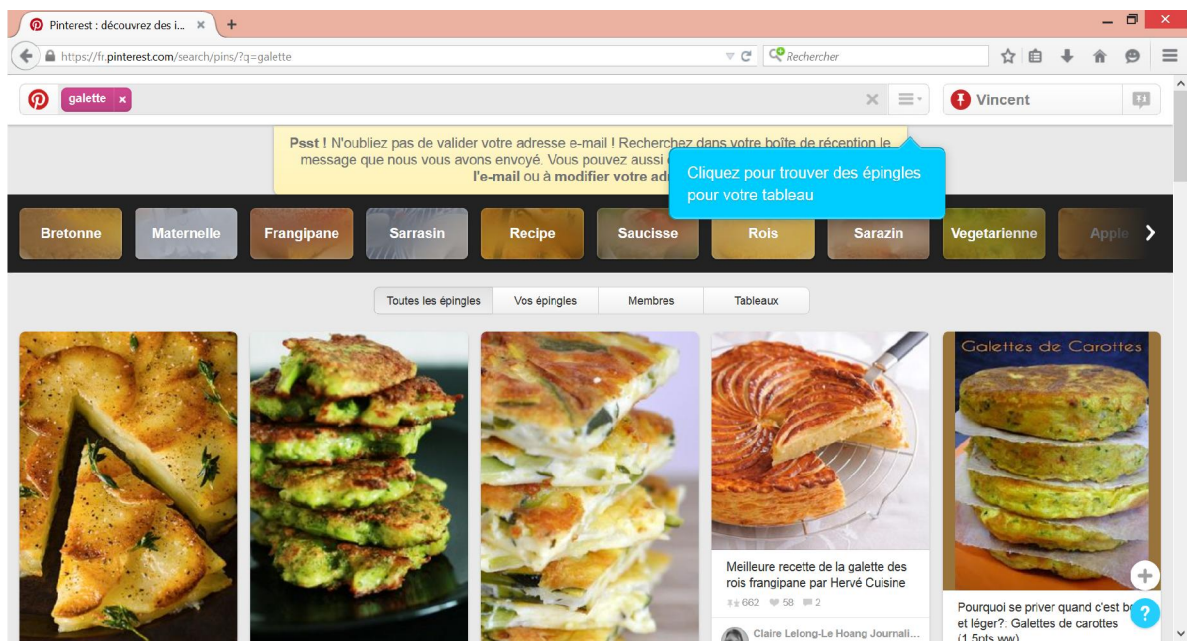 Pinterest : découvrez des i...
https://fr.pinterest.com/search/pins/?q=galette
Rechercher
galette
Vincent
Psst ! N'oubliez pas de valider votre adresse e-mail ! Recherchez dans votre boîte de réception le
message que nous vous avons envoyé. Vous pouvez aussi
l'e-mail ou à modifier votre
Cliquez pour trouver des épingles
pour votre tableau
Bretonne Maternelle Frangipane Sarrasin Recipe Saucisse Rois Sarazin Vegetarienne Apple
Toutes les épingles Vos épingles Membres Tableaux
Galettes de Carottes
Meilleure recette de la galette des
rois frangipane par Hervé Cuisine
662 58 2
Claire Lelong-Le Hoang Journali...
Pourquoi se priver quand c'est
et léger?: Galettes de carottes
(1,5pts ww)